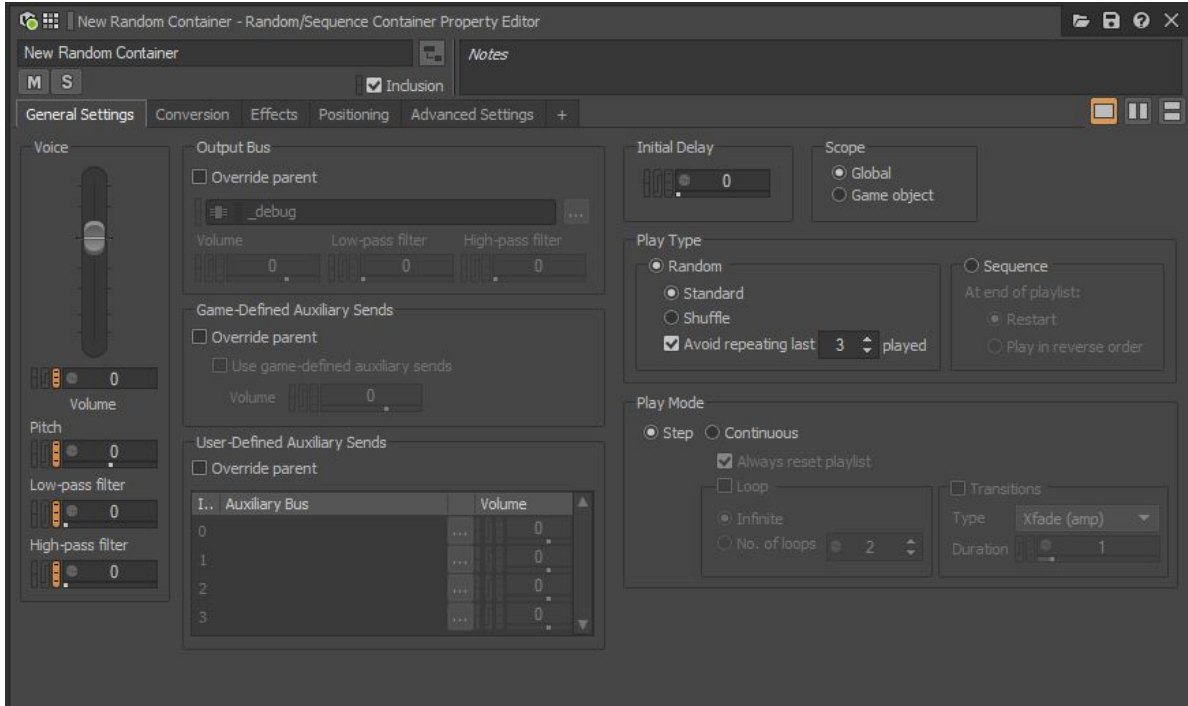 New Random Container - Random/Sequence Container Property Editor
New Random Container
Notes
M S
Inclusion
General Settings Conversion Effects Positioning Advanced Settings +
Voice
0
Volume
Pitch
0
Low-pass filter
0
High-pass filter
0
Output Bus
Override parent
_debug
...
Volume Low-pass filter High-pass filter
0 0 0
Game-Defined Auxiliary Sends
Override parent
Use game-defined auxiliary sends
Volume 0
User-Defined Auxiliary Sends
Override parent
I.. Auxiliary Bus Volume
0 ... 0
1 ... 0
2 ... 0
3 ... 0
Initial Delay
0
Scope
Global
Game object
Play Type
Random
Standard
Shuffle
Avoid repeating last 3 played
Sequence
At end of playlist:
Restart
Play in reverse order
Play Mode
Step Continuous
Always reset playlist
Loop
Infinite
No. of loops 2
Transitions
Type Xfade (amp)
Duration 1